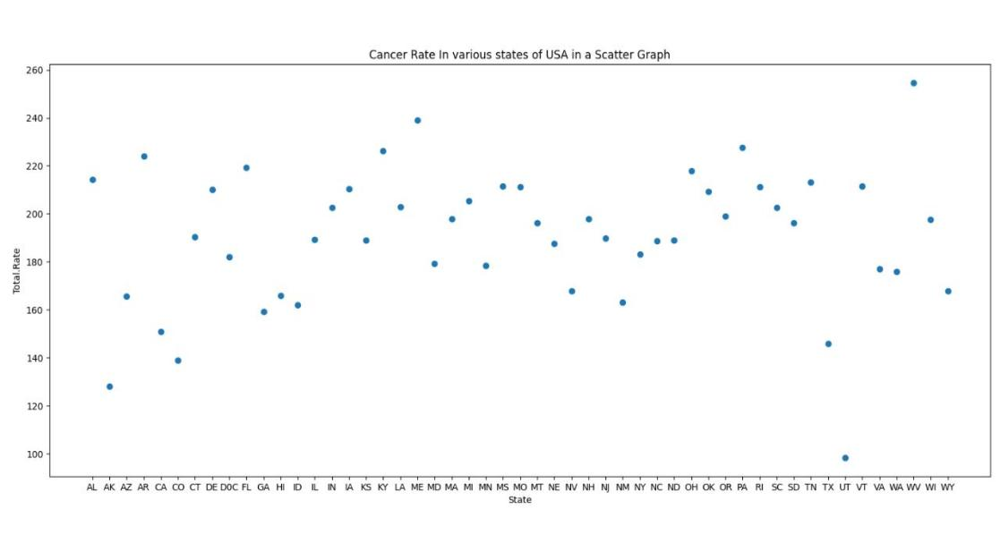 Cancer Rate In various states of USA in a Scatter Graph
260
240
220
200
180
160
140
120
100
Total.Rate
AL AK AZ AR CA CO CT DE D0C FL GA HI ID IL IN IA KS KY LA ME MD MA MI MN MS MO MT NE NV NH NJ NM NY NC ND OH OK OR PA RI SC SD TN TX UT VT VA WA WV WI WY
State